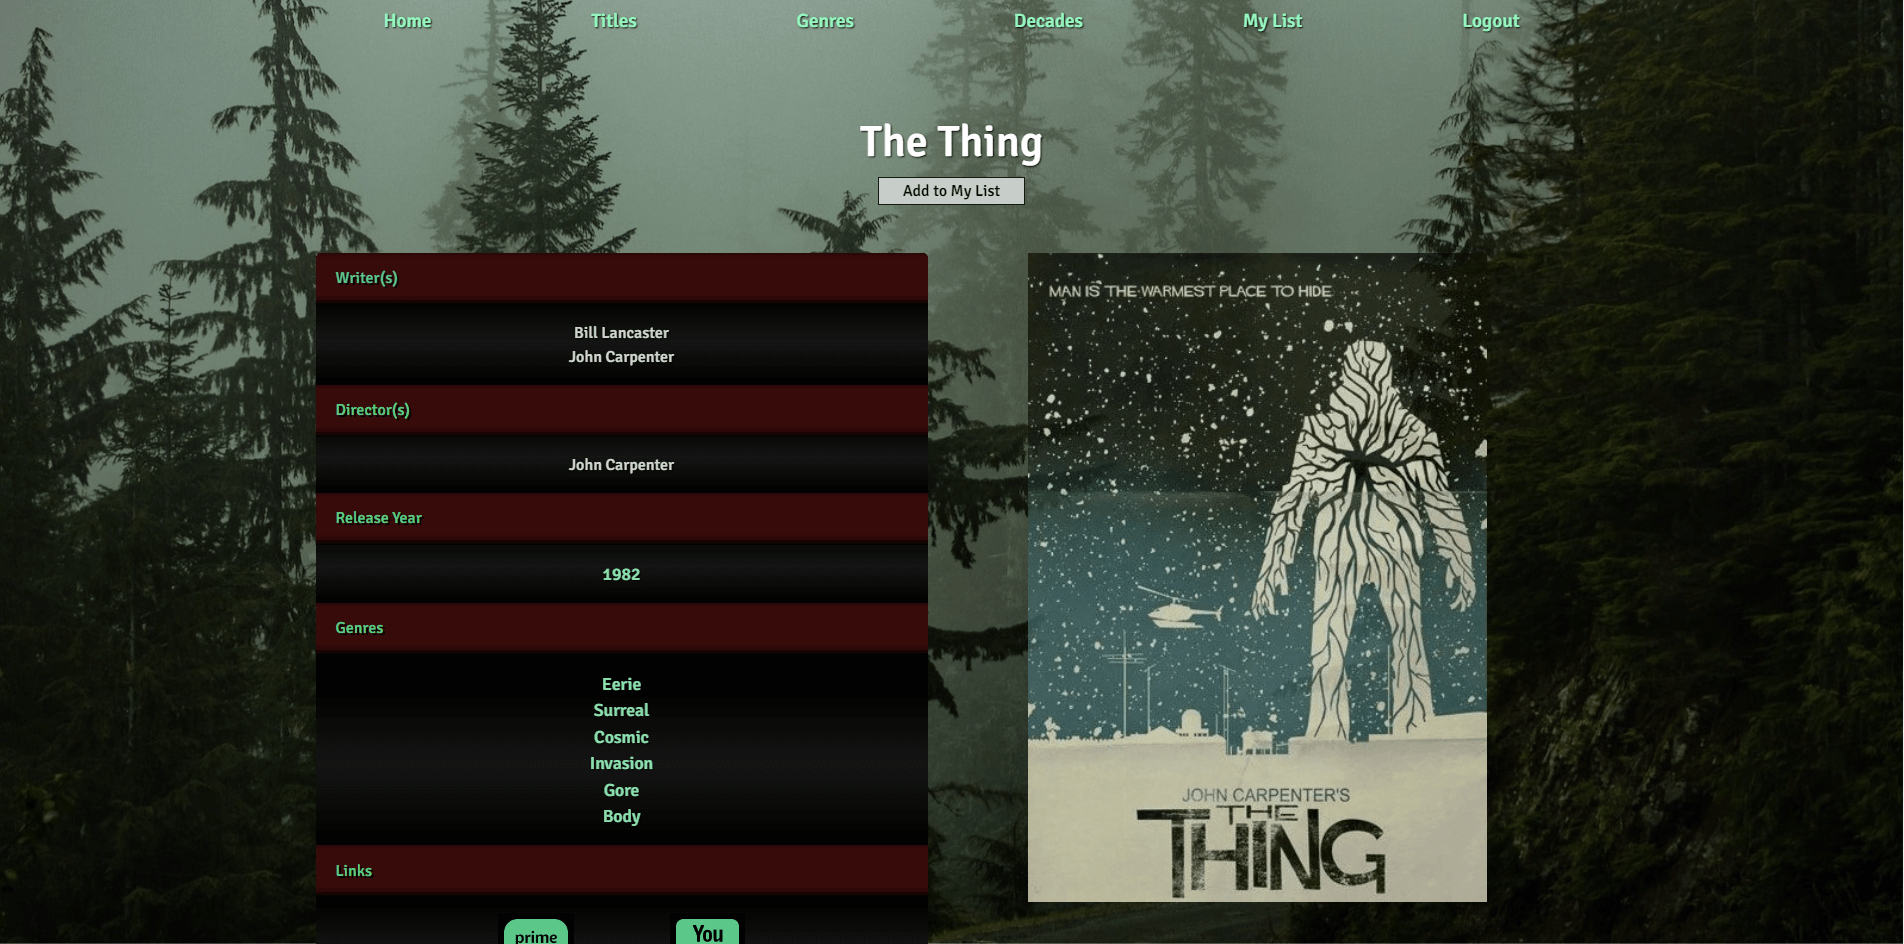 Home Titles Genres Decades My List Logout
The Thing
Add to My List
Writer(s)
Bill Lancaster
John Carpenter
Director(s)
John Carpenter
Release Year
1982
Genres
Eerie
Surreal
Cosmic
Invasion
Gore
Body
Links
prime You
MAN IS THE WARMEST PLACE TO HIDE
JOHN CARPENTER'S
THE
THING